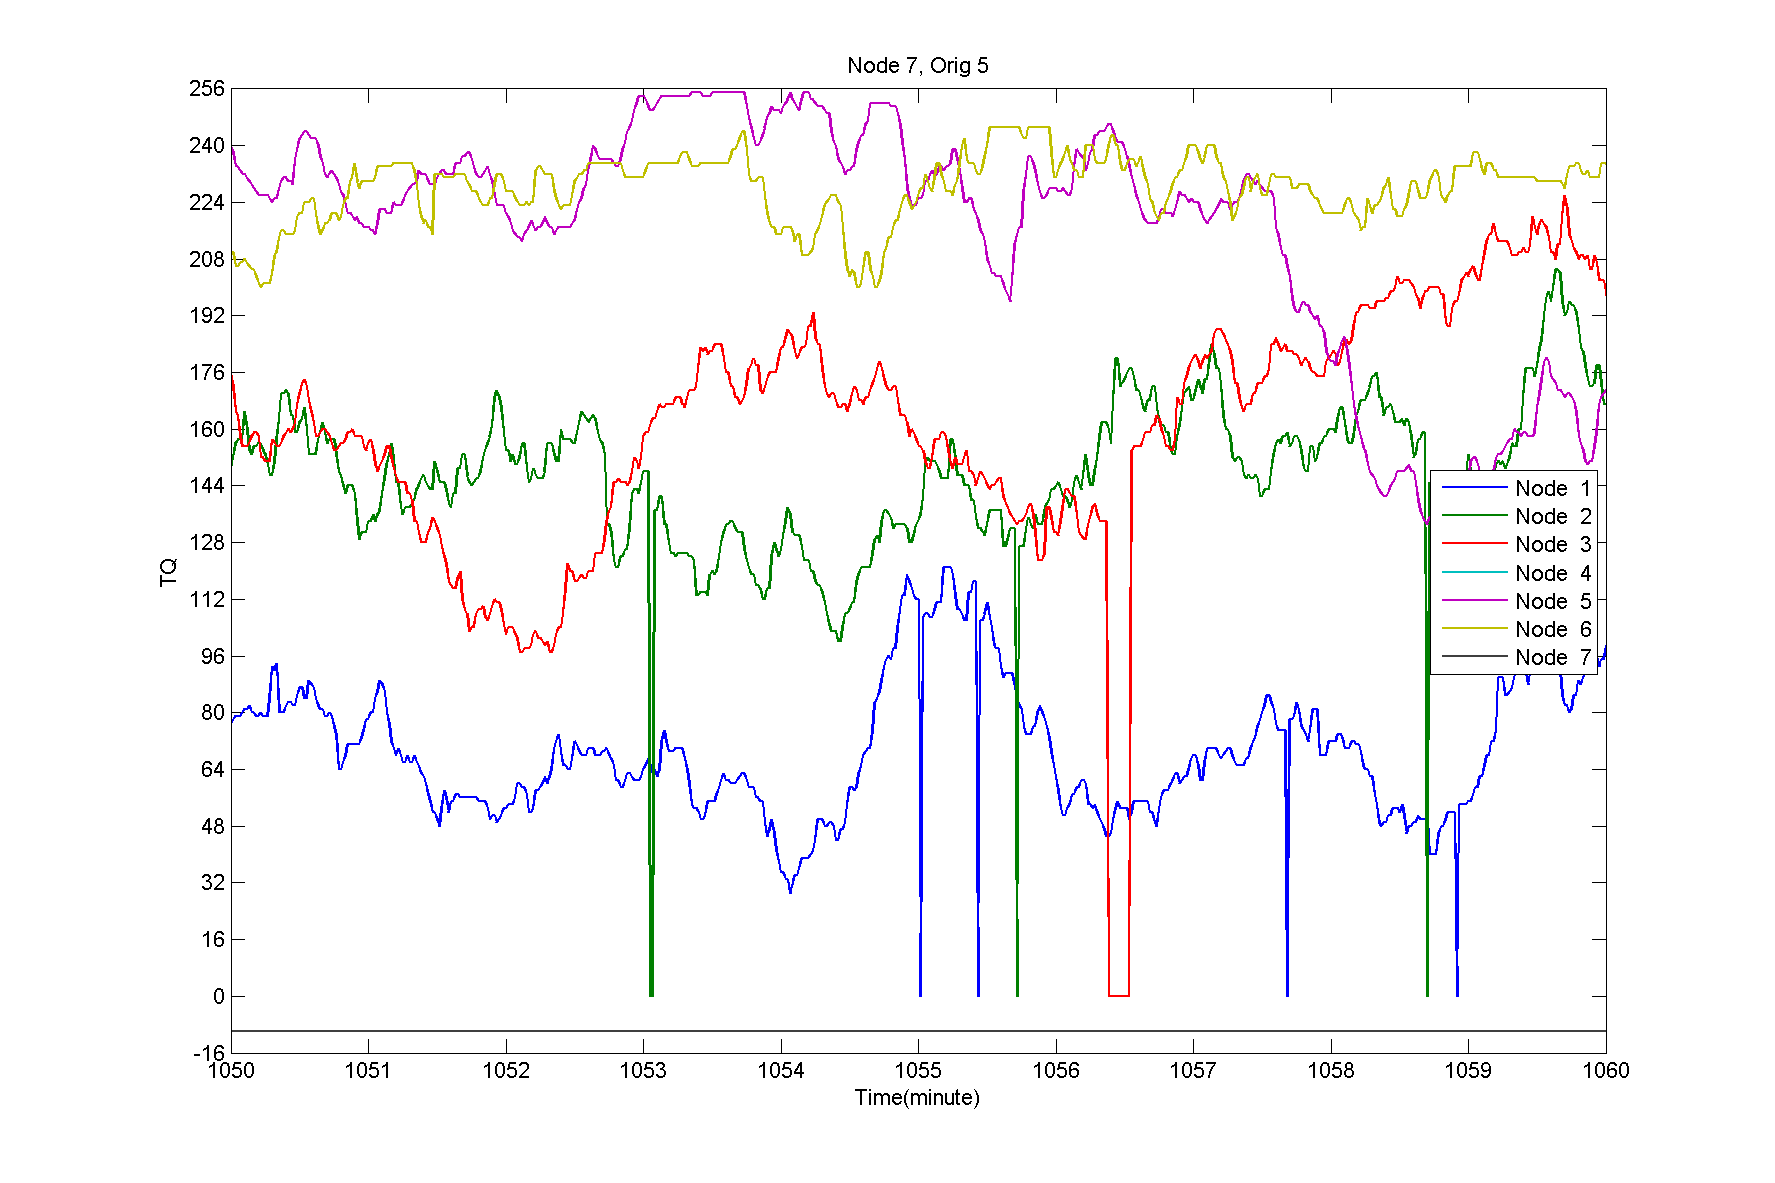 Node 7, Orig 5
256
240
224
208
192
176
160
144
128
112
96
80
64
48
32
16
0
-16
TQ
Node 1
Node 2
Node 3
Node 4
Node 5
Node 6
Node 7
1050 1051 1052 1053 1054 1055 1056 1057 1058 1059 1060
Time(minute)